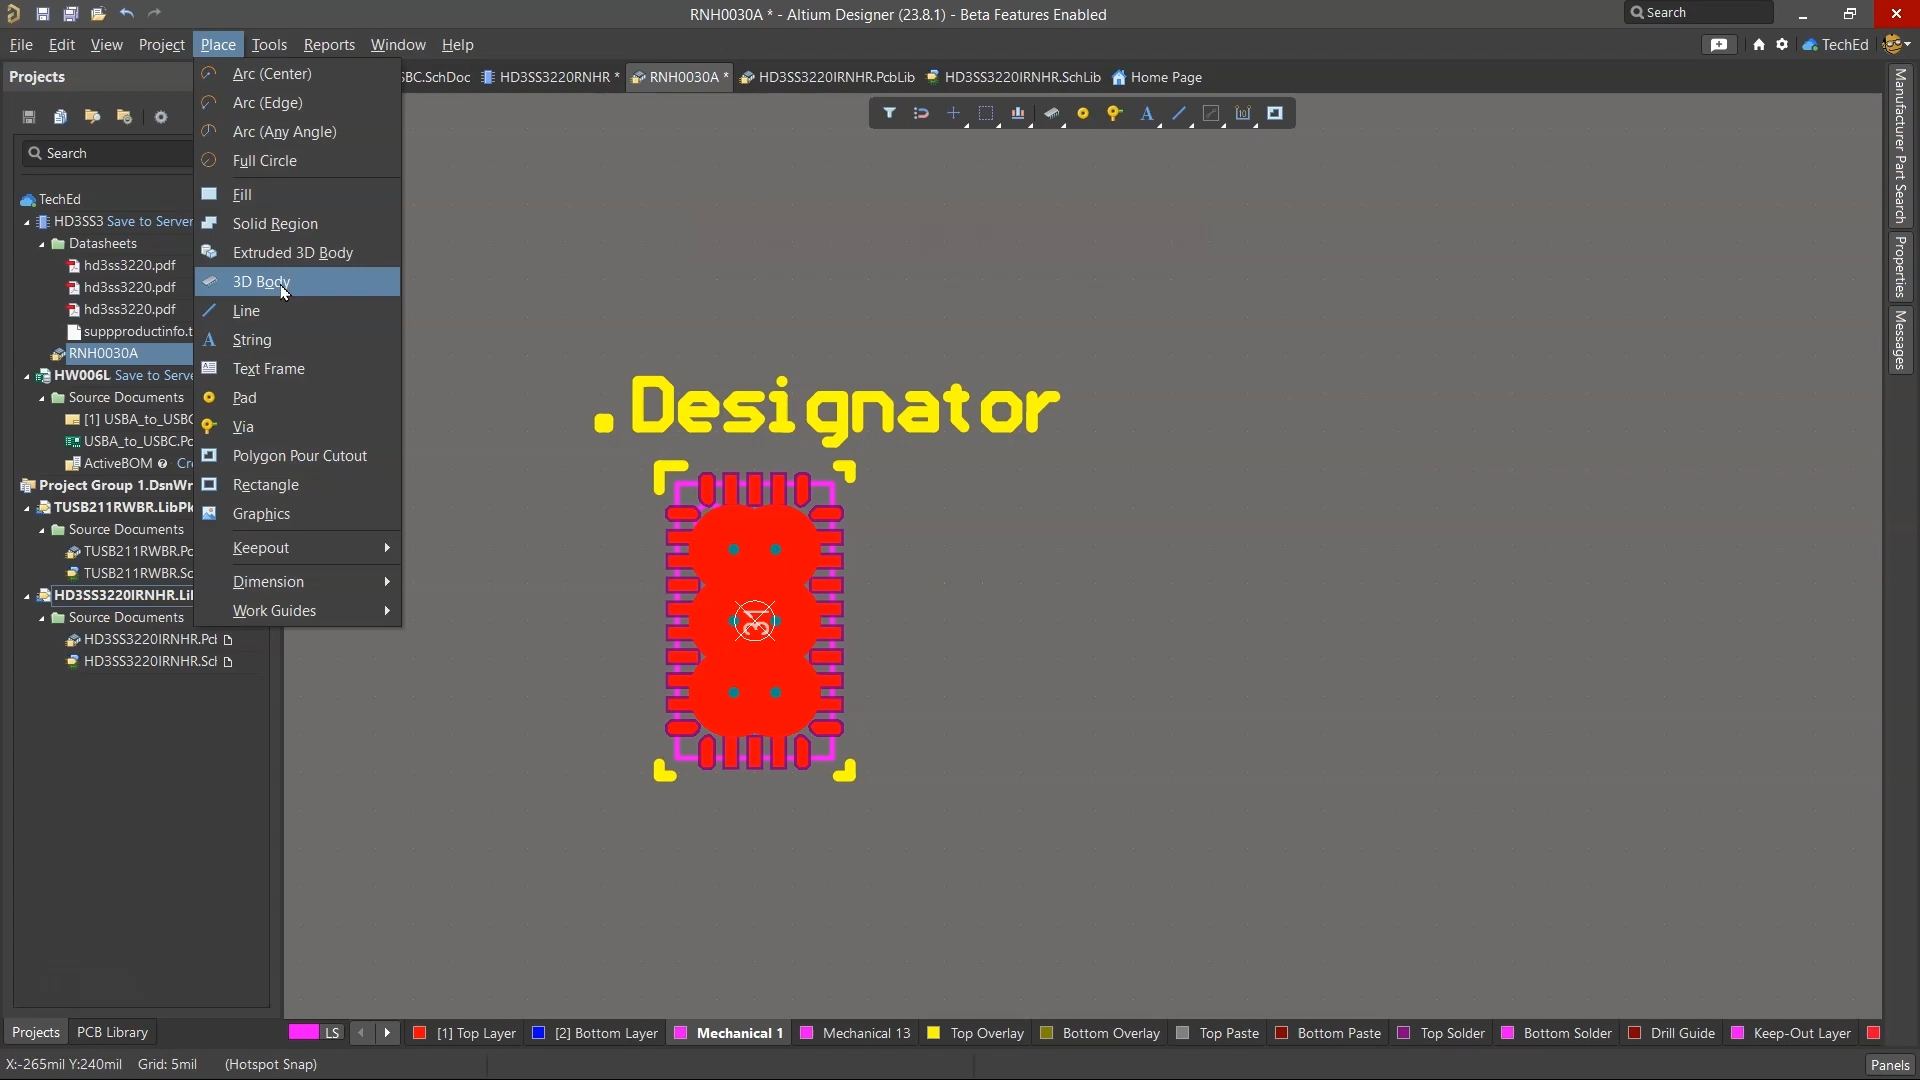 RNH0030A * - Altium Designer (23.8.1) - Beta Features Enabled
Search
File Edit View Project Place Tools Reports Window Help
TechEd
Projects
SBC.SchDoc HD3SS3220RNHR * RNH0030A * HD3SS3220IRNHR.PcbLib HD3SS3220IRNHR.SchLib Home Page
Search
TechEd
HD3SS3 Save to Server
Datasheets
hd3ss3220.pdf
hd3ss3220.pdf
hd3ss3220.pdf
suppproductinfo.t
RNH0030A
HW006L Save to Serve
Source Documents
[1] USBA_to_USBC
USBA_to_USBC.Pc
ActiveBOM Cr
Project Group 1.DsnWr
TUSB211RWBR.LibPk
Source Documents
TUSB211RWBR.Pc
TUSB211RWBR.Sc
HD3SS3220IRNHR.Lil
Source Documents
HD3SS3220IRNHR.Pcl
HD3SS3220IRNHR.Scl
Arc (Center)
Arc (Edge)
Arc (Any Angle)
Full Circle
Fill
Solid Region
Extruded 3D Body
3D Body
Line
String
Text Frame
Pad
Via
Polygon Pour Cutout
Rectangle
Graphics
Keepout
Dimension
Work Guides
.Designator
31
Manufacturer Part Search
Properties
Messages
Projects PCB Library
LS [1] Top Layer [2] Bottom Layer Mechanical 1 Mechanical 13 Top Overlay Bottom Overlay Top Paste Bottom Paste Top Solder Bottom Solder Drill Guide Keep-Out Layer
X:-265mil Y:240mil Grid: 5mil (Hotspot Snap)
Panels